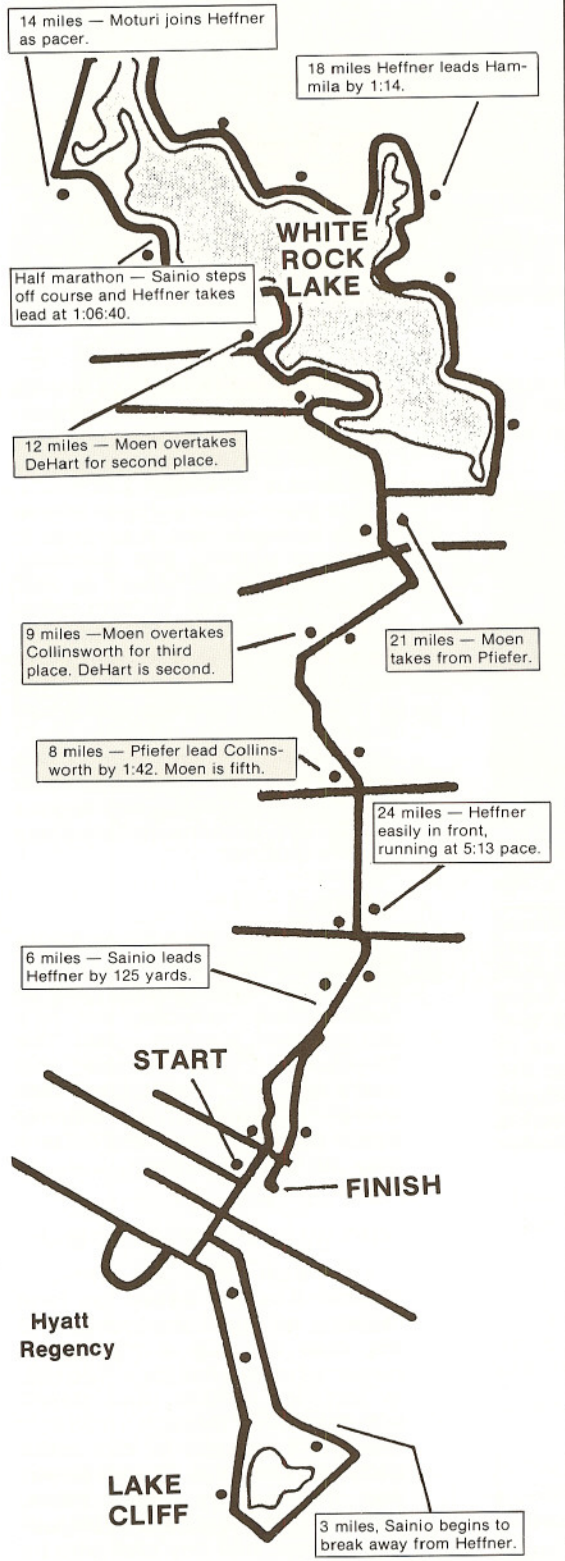 14 miles — Moturi joins Heffner
as pacer.
18 miles Heffner leads Ham-
mila by 1:14.
WHITE
ROCK
LAKE
Half marathon — Sainio steps
off course and Heffner takes
lead at 1:06:40.
12 miles — Moen overtakes
DeHart for second place.
9 miles —Moen overtakes
Collinsworth for third
place. DeHart is second.
21 miles — Moen
takes from Pfiefer.
8 miles — Pfiefer lead Collins-
worth by 1:42. Moen is fifth.
24 miles — Heffner
easily in front,
running at 5:13 pace.
6 miles — Sainio leads
Heffner by 125 yards.
START
FINISH
Hyatt
Regency
LAKE
CLIFF
3 miles, Sainio begins to
break away from Heffner.